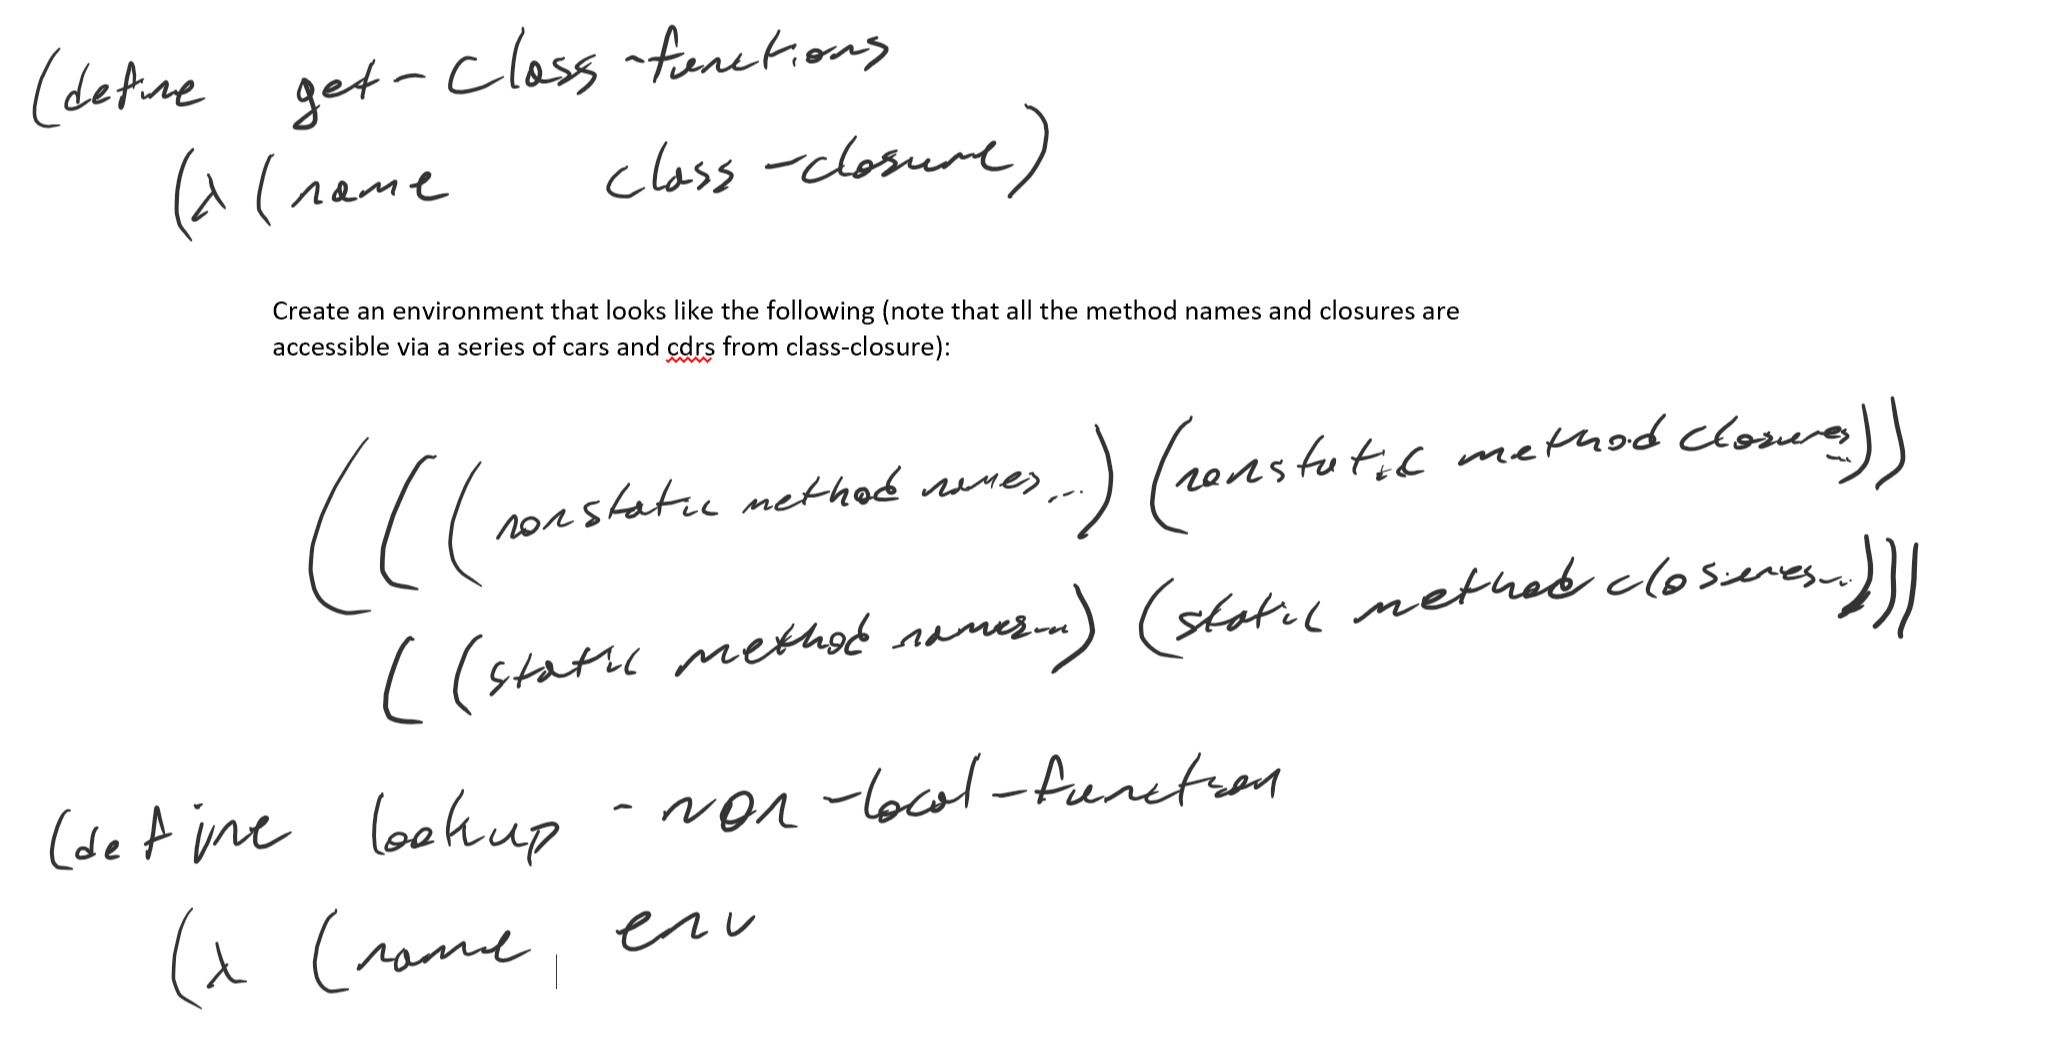 (define get-class-functions
(λ (name class-closure)
Create an environment that looks like the following (note that all the method names and closures are
accessible via a series of cars and cdrs from class-closure):
(((nonstatic method names...) (nonstatic method closures...))
((static method names...) (static method closures...)))
(define lookup-non-local-function
(λ (name, env